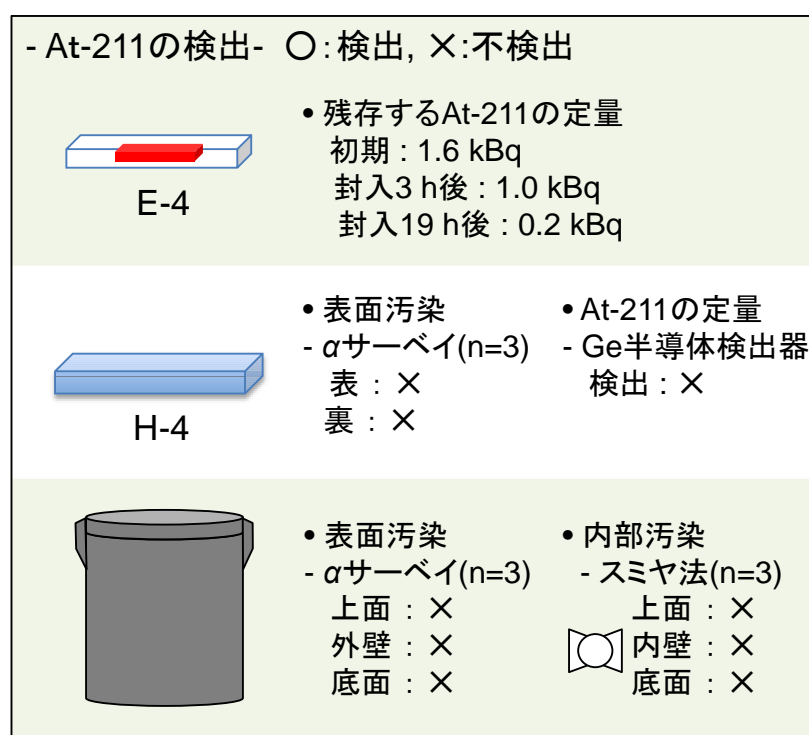 - At-211の検出- 〇:検出, ×:不検出
• 残存するAt-211の定量
初期 : 1.6 kBq
封入3 h後 : 1.0 kBq
封入19 h後 : 0.2 kBq
E-4
• 表面汚染
- αサーベイ(n=3)
表 : ×
裏 : ×
• At-211の定量
- Ge半導体検出器
検出 : ×
H-4
• 表面汚染
- αサーベイ(n=3)
上面 : ×
外壁 : ×
底面 : ×
• 内部汚染
- スミヤ法(n=3)
上面 : ×
内壁 : ×
底面 : ×